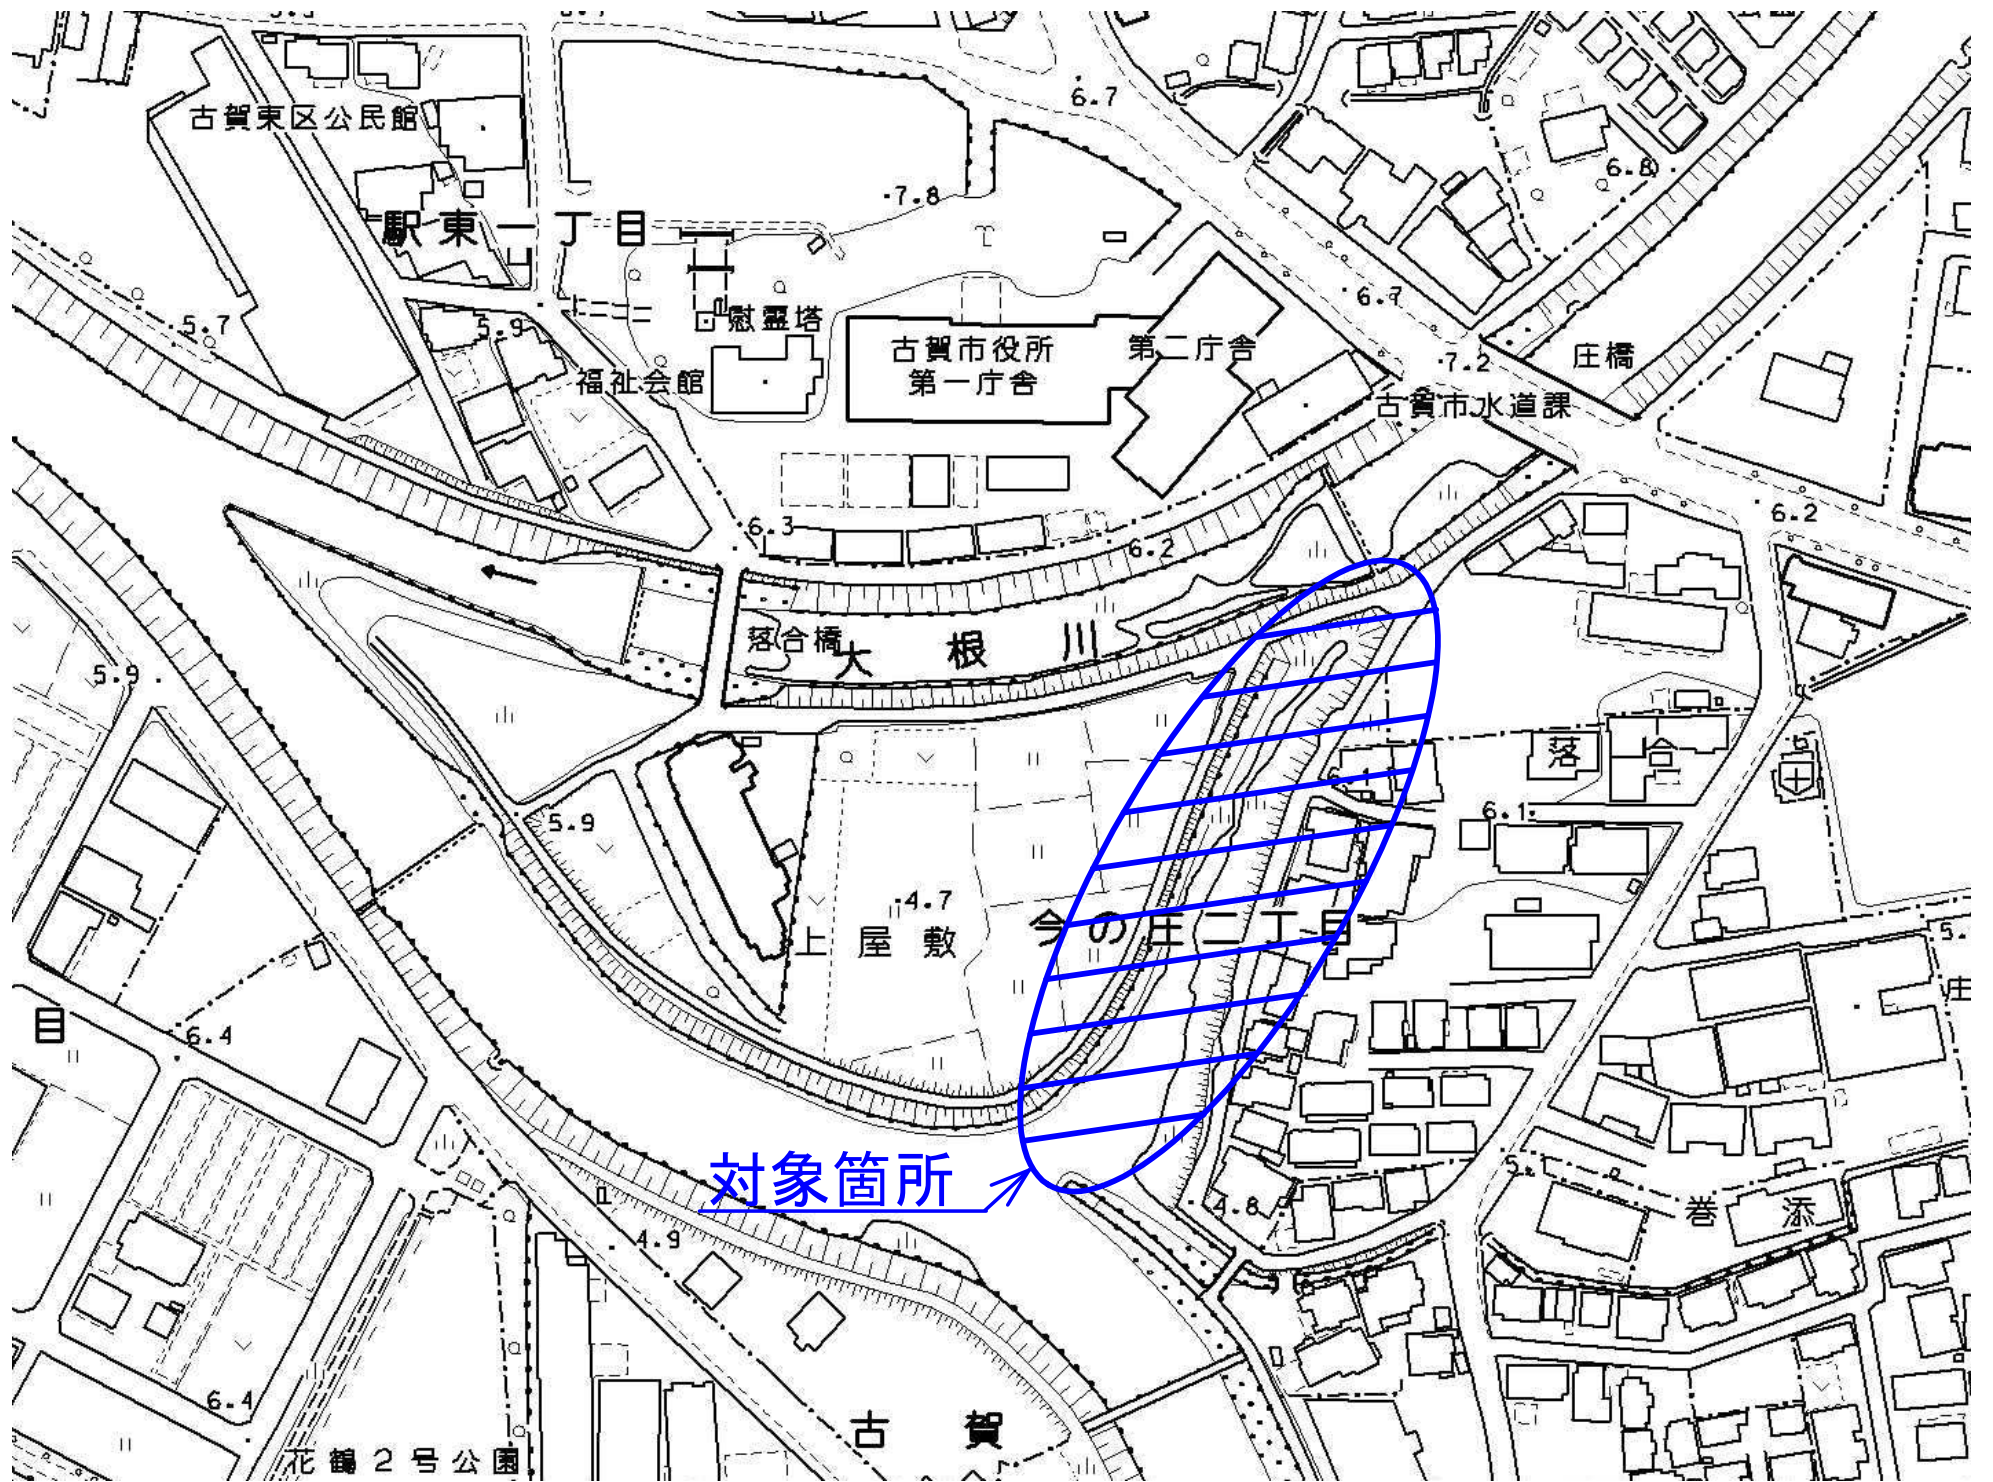 6.7
古賀東区公民館
6.8
7.8
駅東一丁目
6.7
5.7
5.9
慰霊塔
古賀市役所
第一庁舎
第二庁舎
7.2
庄橋
福祉会館
古賀市水道課
6.3
6.2
6.2
落合橋
大根川
5.9
落合
6.1
6.1
5.9
4.7
上屋敷
今の庄二丁目
5.
庄
目
6.4
対象箇所
5.
4.8
巻添
4.9
6.4
古賀
花鶴2号公園